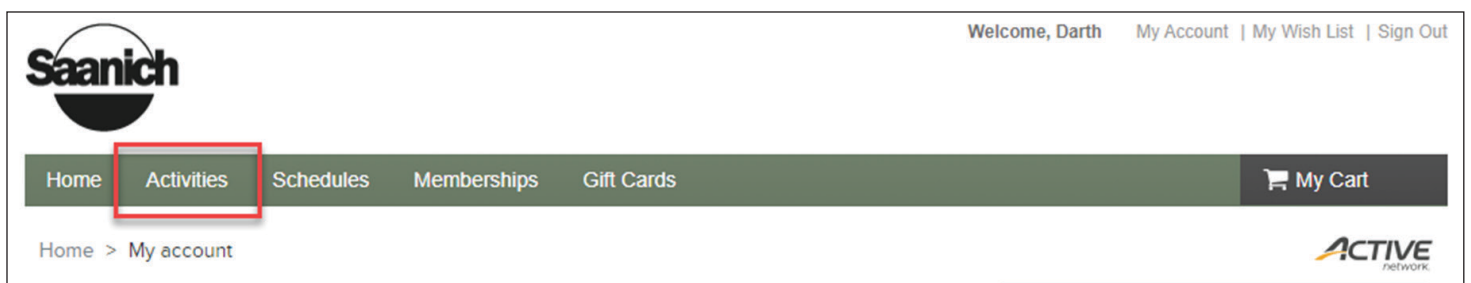 Saanich
Welcome, Darth My Account | My Wish List | Sign Out
Home Activities Schedules Memberships Gift Cards My Cart
Home > My account
ACTIVE
network